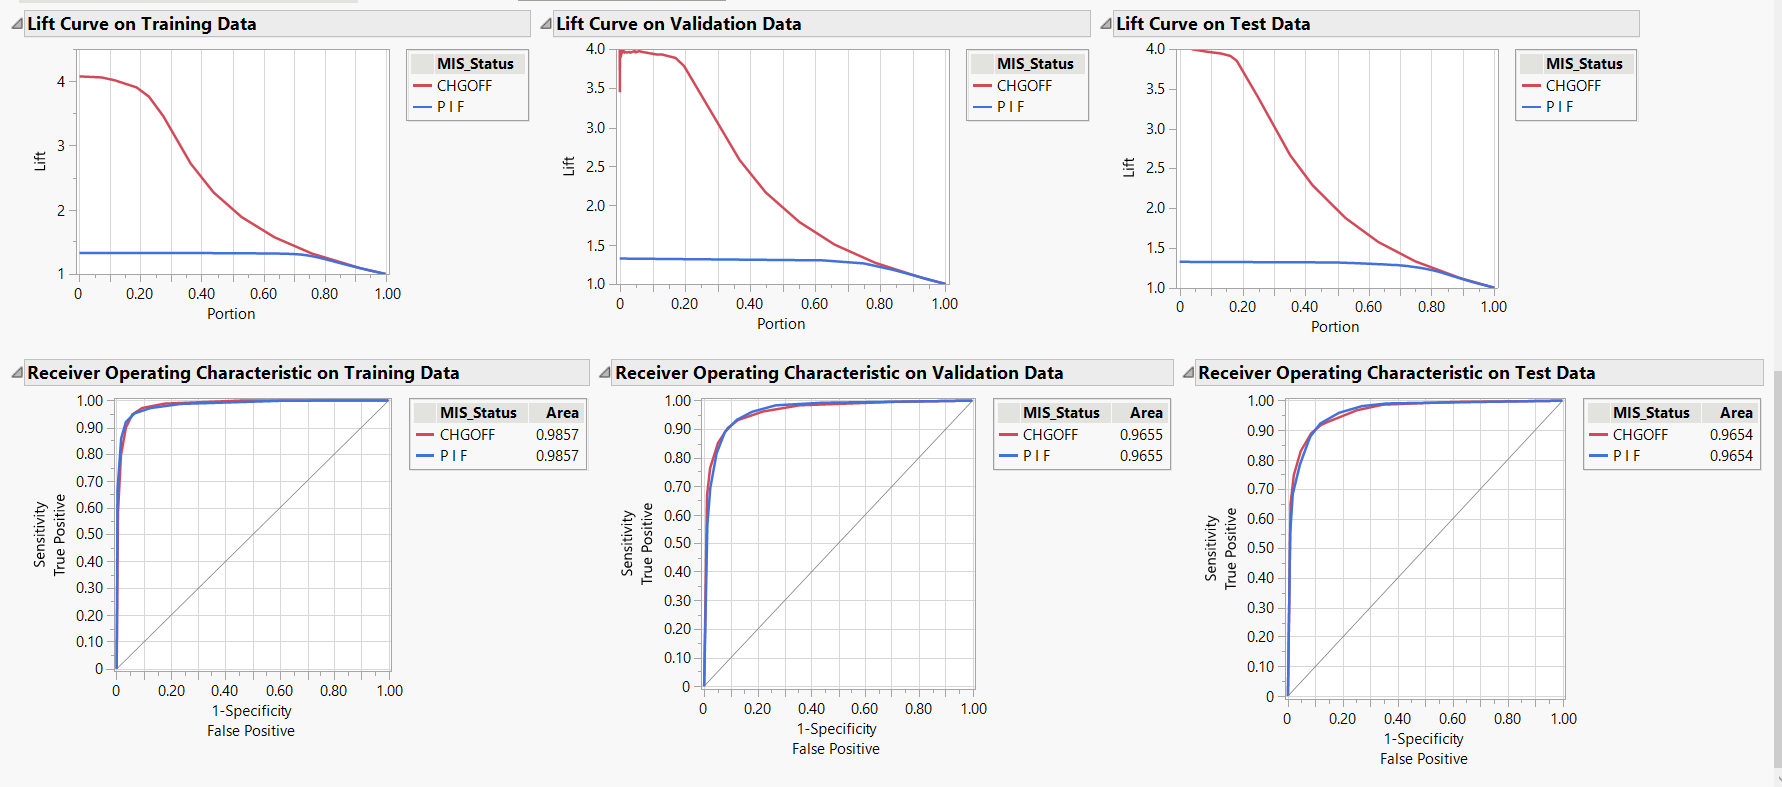 Lift Curve on Training Data
4
3
2
1
Lift
0 0.20 0.40 0.60 0.80 1.00
Portion
MIS_Status
CHGOFF
P I F
Lift Curve on Validation Data
4.0
3.5
3.0
2.5
2.0
1.5
1.0
Lift
0 0.20 0.40 0.60 0.80 1.00
Portion
MIS_Status
CHGOFF
P I F
Lift Curve on Test Data
4.0
3.5
3.0
2.5
2.0
1.5
1.0
Lift
0 0.20 0.40 0.60 0.80 1.00
Portion
MIS_Status
CHGOFF
P I F
Receiver Operating Characteristic on Training Data
1.00
0.90
0.80
0.70
0.60
0.50
0.40
0.30
0.20
0.10
0
Sensitivity
True Positive
0 0.20 0.40 0.60 0.80 1.00
1-Specificity
False Positive
MIS_Status Area
CHGOFF 0.9857
P I F 0.9857
Receiver Operating Characteristic on Validation Data
1.00
0.90
0.80
0.70
0.60
0.50
0.40
0.30
0.20
0.10
0
Sensitivity
True Positive
0 0.20 0.40 0.60 0.80 1.00
1-Specificity
False Positive
MIS_Status Area
CHGOFF 0.9655
P I F 0.9655
Receiver Operating Characteristic on Test Data
1.00
0.90
0.80
0.70
0.60
0.50
0.40
0.30
0.20
0.10
0
Sensitivity
True Positive
0 0.20 0.40 0.60 0.80 1.00
1-Specificity
False Positive
MIS_Status Area
CHGOFF 0.9654
P I F 0.9654